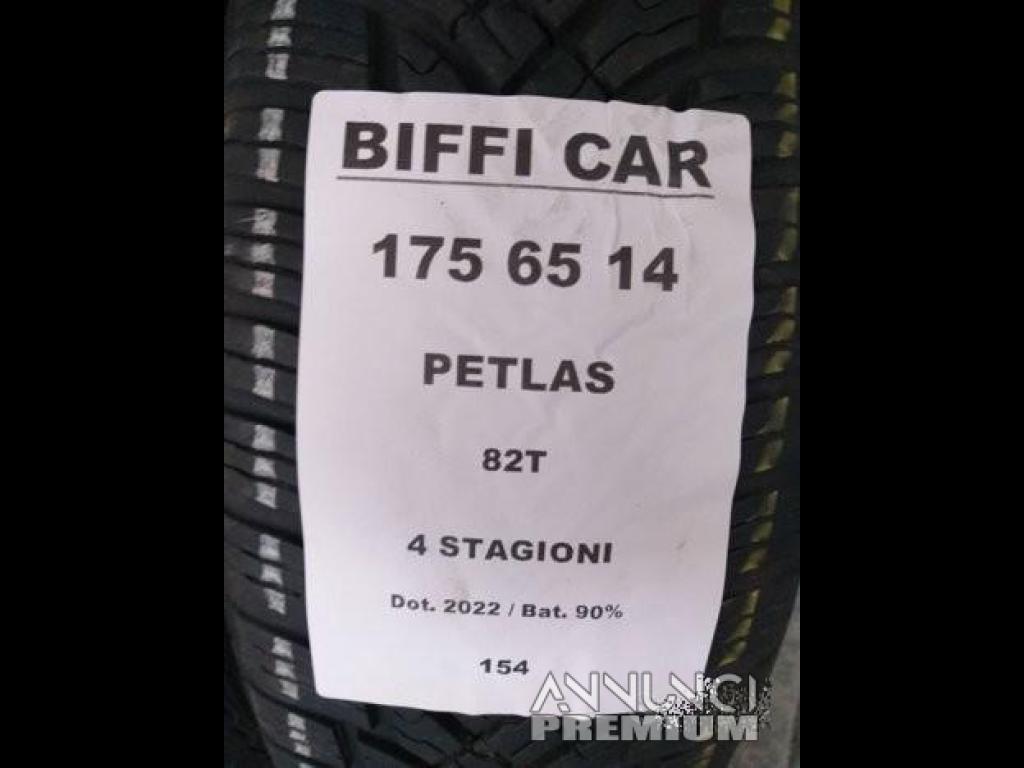 BIFFI CAR
175 65 14
PETLAS
82T
4 STAGIONI
Dot. 2022 / Bat. 90%
154
ANNUNCI
PREMIUM